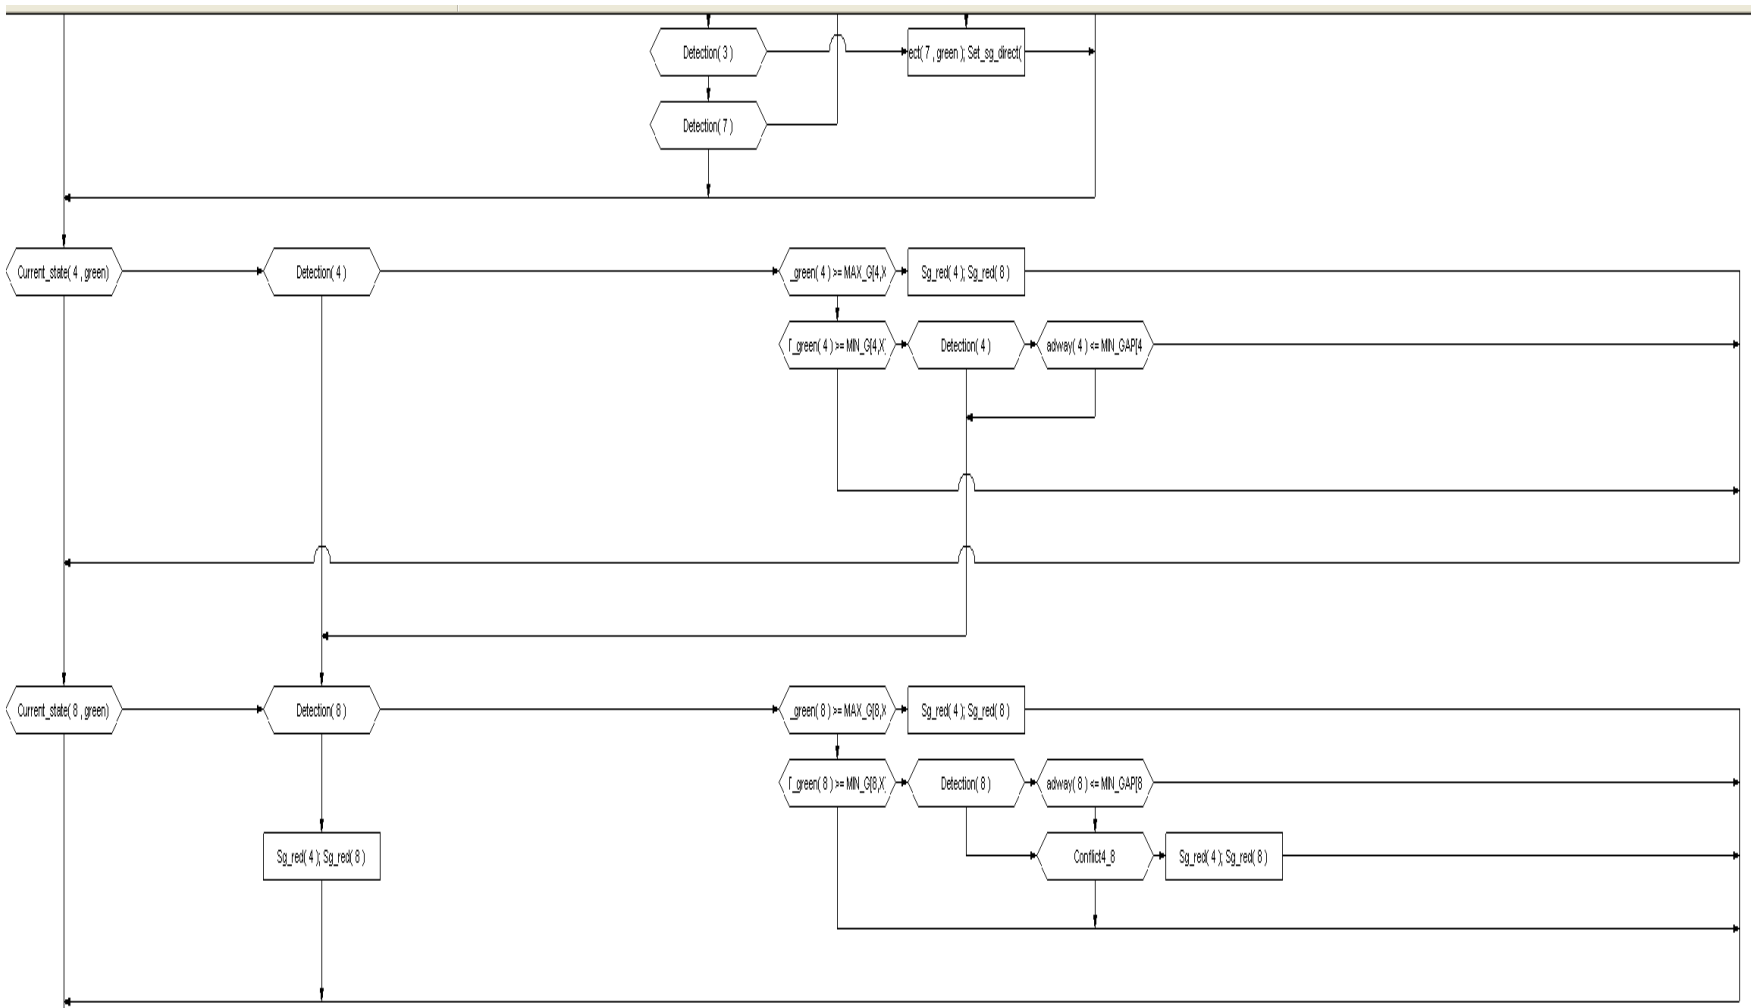 Detection( 3 )
ect( 7 , green ); Set_sg_direct(
Detection( 7 )
Current_state( 4 , green)
Detection( 4 )
_green( 4 ) >= MAX_G[4,X
Sg_red( 4 ); Sg_red( 8 )
T_green( 4 ) >= MIN_G[4,X]
Detection( 4 )
adway( 4 ) <= MIN_GAP[4
Current_state( 8 , green)
Detection( 8 )
_green( 8 ) >= MAX_G[8,X
Sg_red( 4 ); Sg_red( 8 )
T_green( 8 ) >= MIN_G[8,X]
Detection( 8 )
adway( 8 ) <= MIN_GAP[8
Sg_red( 4 ); Sg_red( 8 )
Conflict4_8
Sg_red( 4 ); Sg_red( 8 )